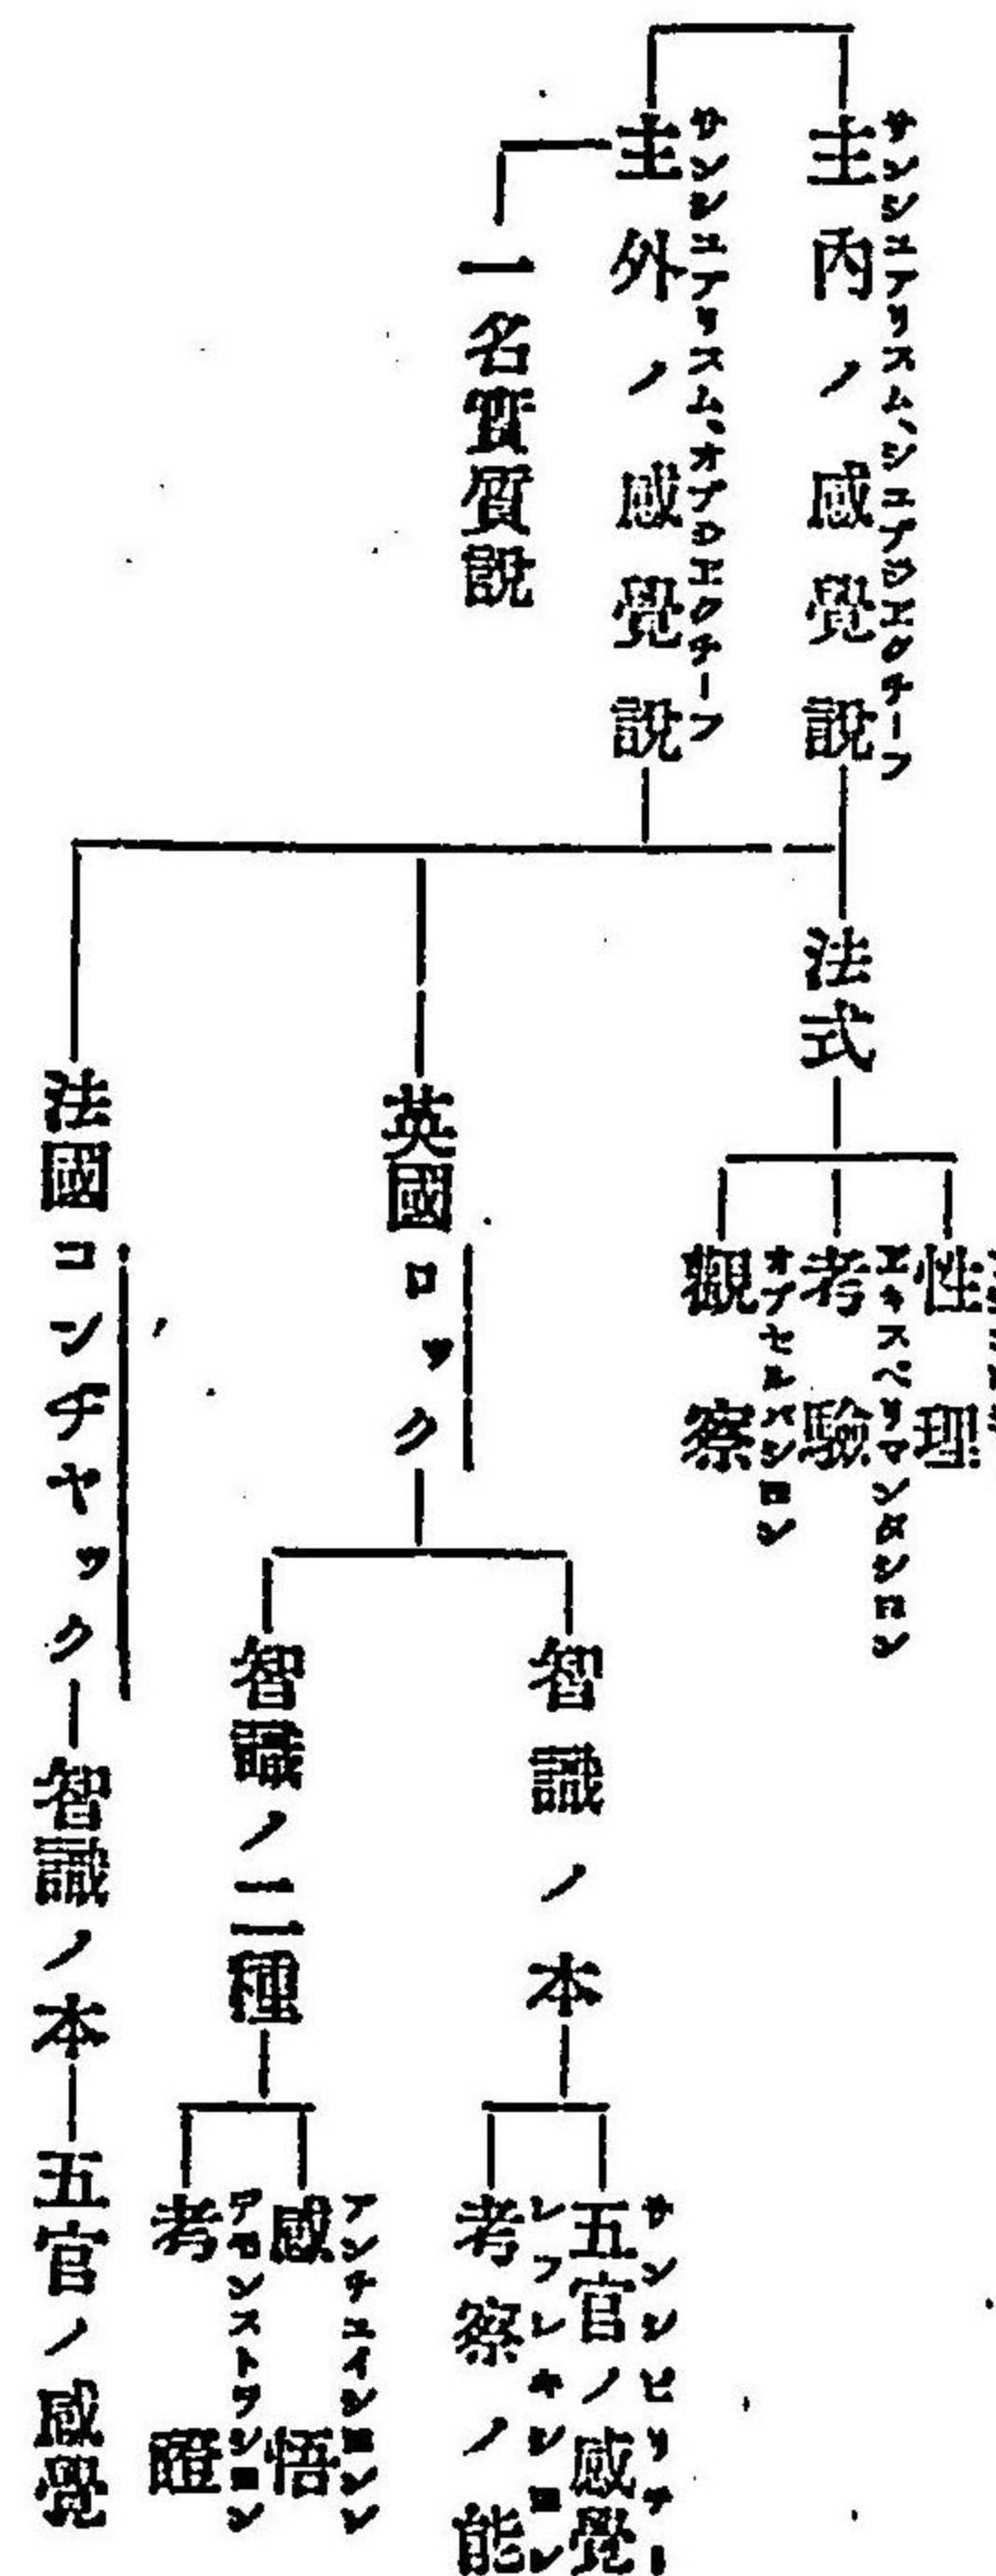 サンシユアリスム、シユブジエクチーフ
主內ノ感覺説
サンシユアリスム、オブジエクチーフ
主外ノ感覺説
一名實質説
法式
性理
エキスペリマンタシヨン
考驗
オブセルバシヨン
觀察
英國ロック
智識ノ本
サンシビリチー
五官ノ感覺
レフレキシヨン
考察ノ能
智識ノ二種
アンチユイシヨン
感悟
デモンストラシヨン
考證
法國コンヂヤック
智識ノ本
五官ノ感覺